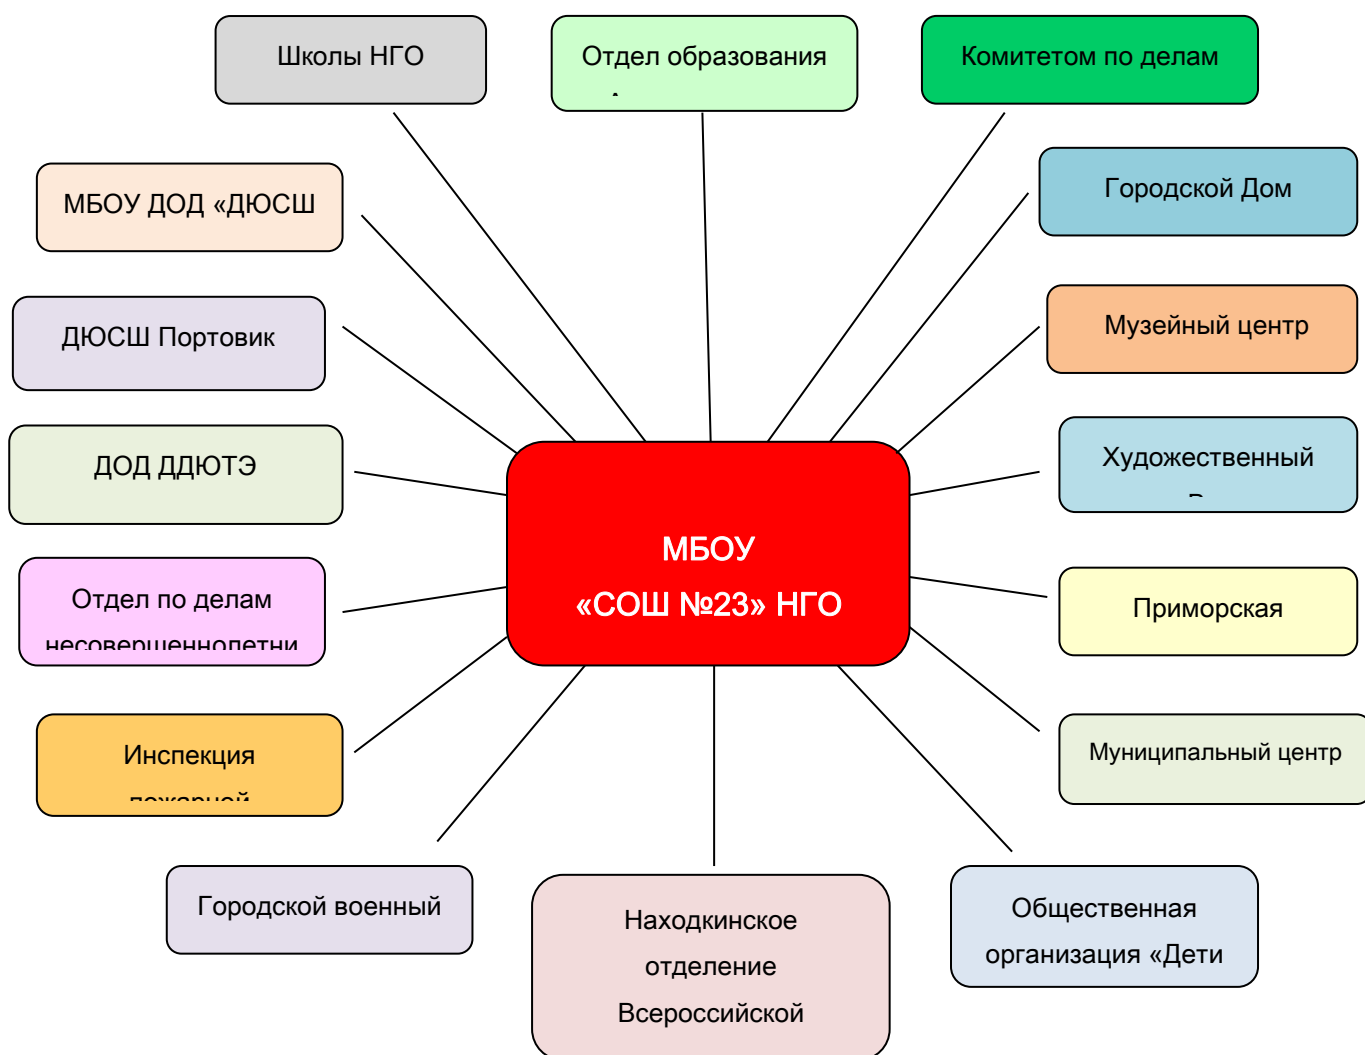 Школы НГО
Отдел образования
Комитетом по делам
МБОУ ДОД «ДЮСШ
Городской Дом
ДЮСШ Портовик
Музейный центр
ДОД ДДЮТЭ
Художественный
МБОУ
«СОШ №23» НГО
Отдел по делам
несовершеннолетни
Приморская
Инспекция
пожарной
Муниципальный центр
Городской военный
Находкинское
отделение
Всероссийской
Общественная
организация «Дети